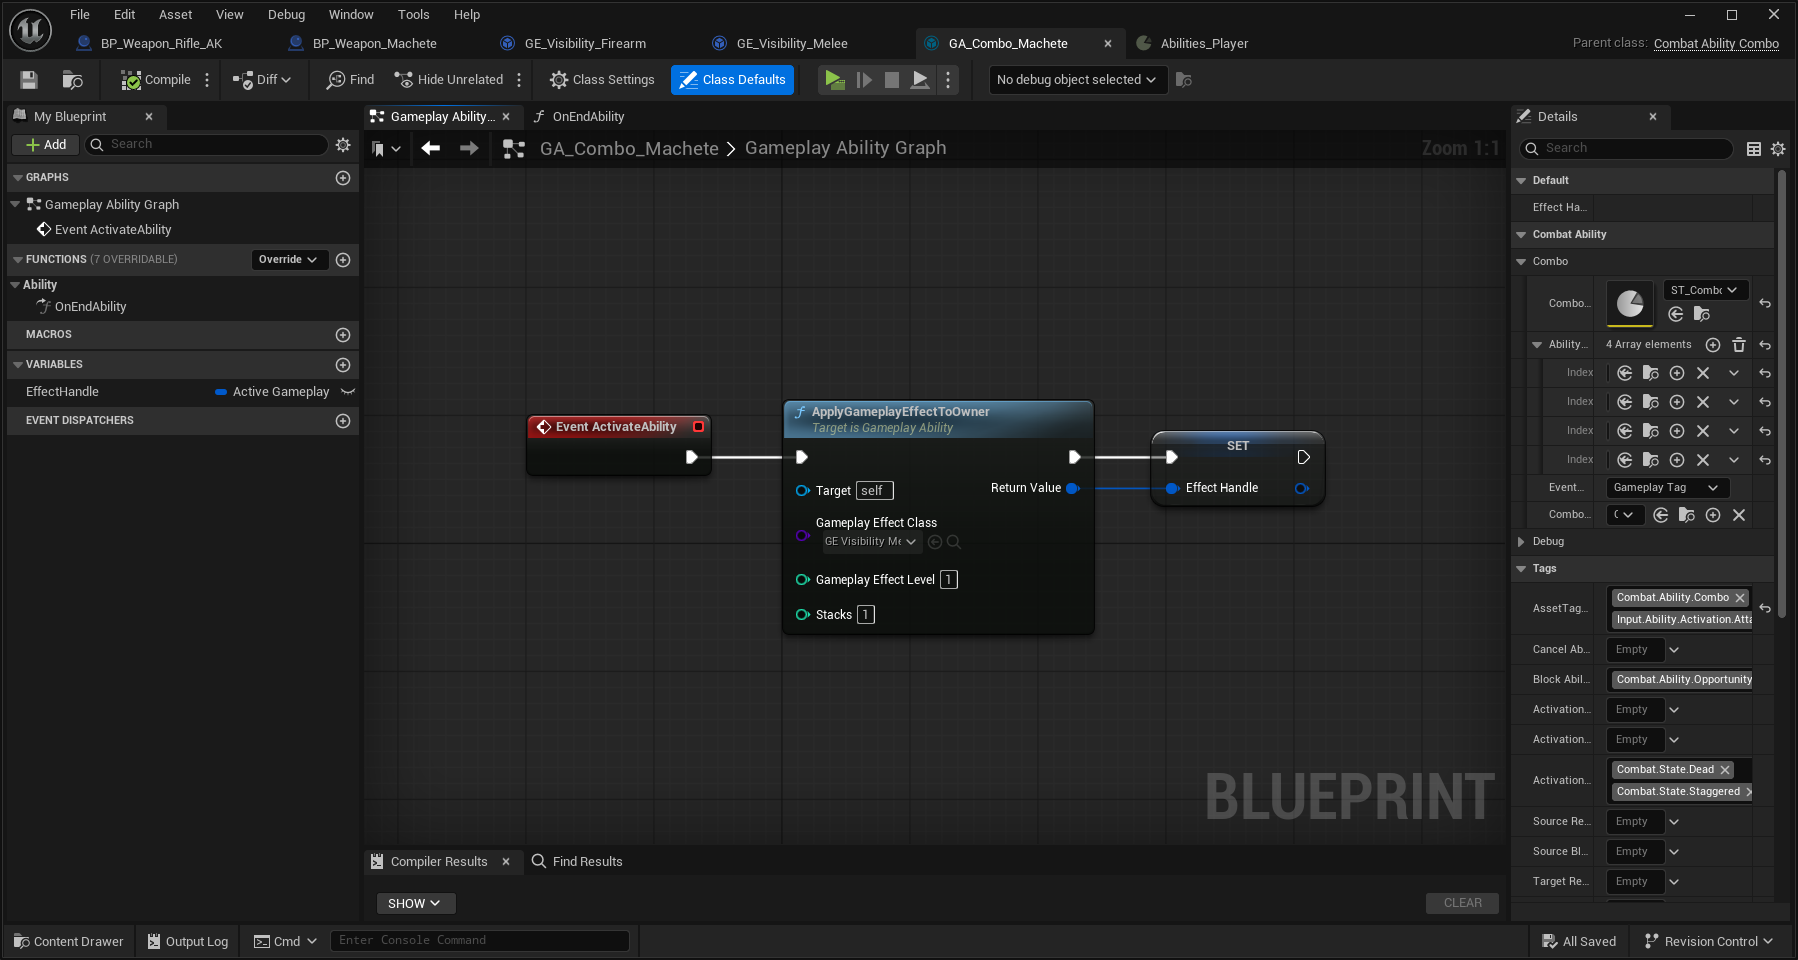 File Edit Asset View Debug Window Tools Help
BP_Weapon_Rifle_AK BP_Weapon_Machete GE_Visibility_Firearm GE_Visibility_Melee GA_Combo_Machete Abilities_Player Parent class: Combat Ability Combo
Compile Diff Find Hide Unrelated Class Settings Class Defaults No debug object selected
My Blueprint
Add Search
GRAPHS
Gameplay Ability Graph
Event ActivateAbility
FUNCTIONS (7 OVERRIDABLE) Override
Ability
OnEndAbility
MACROS
VARIABLES
EffectHandle Active Gameplay
EVENT DISPATCHERS
Gameplay Ability... OnEndAbility
GA_Combo_Machete > Gameplay Ability Graph Zoom 1:1
Event ActivateAbility
ApplyGameplayEffectToOwner
Target is Gameplay Ability
Target self
Return Value
Gameplay Effect Class
GE Visibility Me
Gameplay Effect Level 1
Stacks 1
SET
Effect Handle
BLUEPRINT
Compiler Results Find Results
SHOW CLEAR
Details
Search
Default
Effect Ha...
Combat Ability
Combo
Combo... ST_Combo
Ability... 4 Array elements
Index
Index
Index
Index
Event... Gameplay Tag
Combo...
Debug
Tags
AssetTag... Combat.Ability.Combo
Input.Ability.Activation.Atta
Cancel Ab... Empty
Block Abil... Combat.Ability.Opportunity
Activation... Empty
Activation... Empty
Activation... Combat.State.Dead
Combat.State.Staggered
Source Re... Empty
Source Bl... Empty
Target Re... Empty
Content Drawer Output Log Cmd Enter Console Command All Saved Revision Control